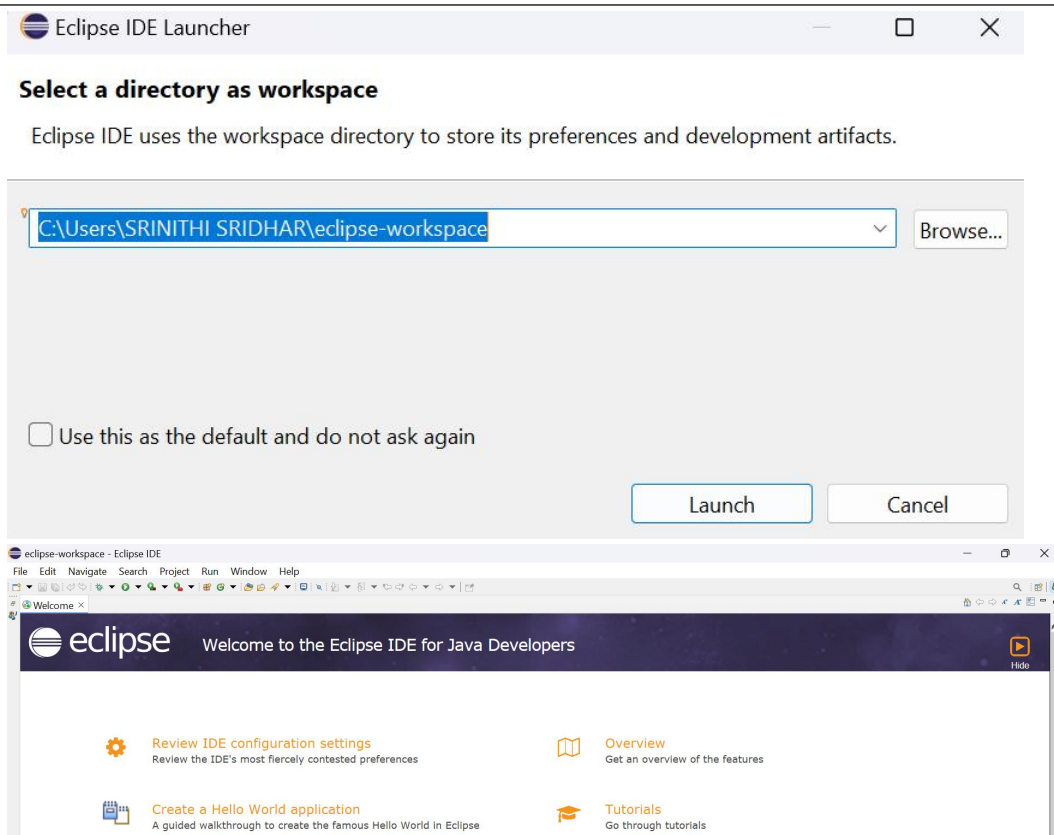 Eclipse IDE Launcher
Select a directory as workspace
Eclipse IDE uses the workspace directory to store its preferences and development artifacts.
C:\Users\SRINITHI SRIDHAR\eclipse-workspace
Browse...
Use this as the default and do not ask again
Launch
Cancel
eclipse-workspace - Eclipse IDE
File Edit Navigate Search Project Run Window Help
Welcome
eclipse
Welcome to the Eclipse IDE for Java Developers
Hide
Review IDE configuration settings
Review the IDE's most fiercely contested preferences
Overview
Get an overview of the features
Create a Hello World application
A guided walkthrough to create the famous Hello World in Eclipse
Tutorials
Go through tutorials